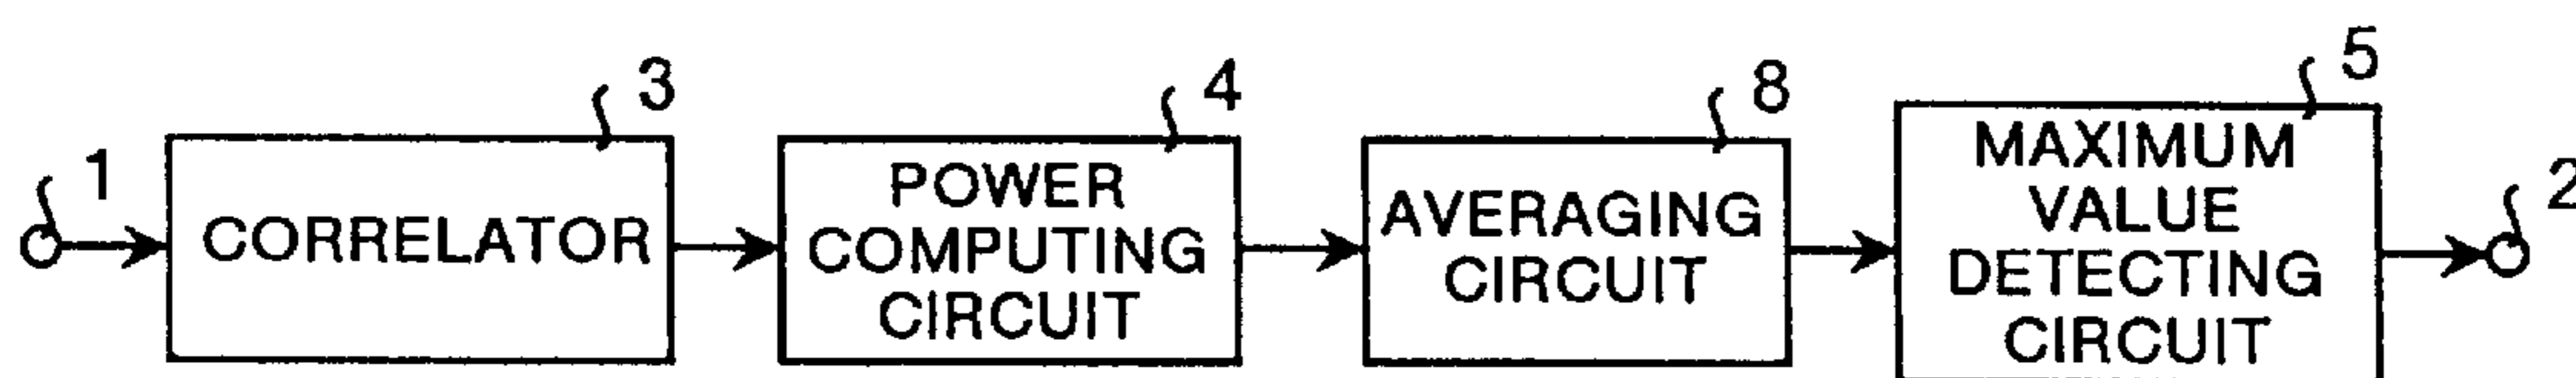 1
3
CORRELATOR
4
POWER
COMPUTING
CIRCUIT
8
AVERAGING
CIRCUIT
5
MAXIMUM
VALUE
DETECTING
CIRCUIT
2